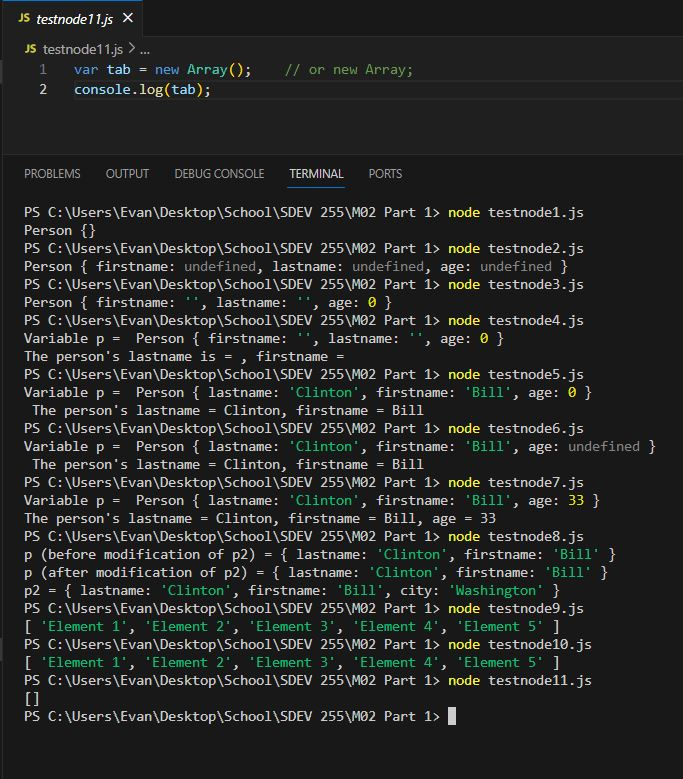 JS testnode11.js ×
JS testnode11.js > ...
1 var tab = new Array();    // or new Array;
2 console.log(tab);
PROBLEMS OUTPUT DEBUG CONSOLE TERMINAL PORTS
PS C:\Users\Evan\Desktop\School\SDEV 255\M02 Part 1> node testnode1.js
Person {}
PS C:\Users\Evan\Desktop\School\SDEV 255\M02 Part 1> node testnode2.js
Person { firstname: undefined, lastname: undefined, age: undefined }
PS C:\Users\Evan\Desktop\School\SDEV 255\M02 Part 1> node testnode3.js
Person { firstname: '', lastname: '', age: 0 }
PS C:\Users\Evan\Desktop\School\SDEV 255\M02 Part 1> node testnode4.js
Variable p =  Person { firstname: '', lastname: '', age: 0 }
The person's lastname is = , firstname =
PS C:\Users\Evan\Desktop\School\SDEV 255\M02 Part 1> node testnode5.js
Variable p =  Person { lastname: 'Clinton', firstname: 'Bill', age: 0 }
 The person's lastname = Clinton, firstname = Bill
PS C:\Users\Evan\Desktop\School\SDEV 255\M02 Part 1> node testnode6.js
Variable p =  Person { lastname: 'Clinton', firstname: 'Bill', age: undefined }
 The person's lastname = Clinton, firstname = Bill
PS C:\Users\Evan\Desktop\School\SDEV 255\M02 Part 1> node testnode7.js
Variable p =  Person { lastname: 'Clinton', firstname: 'Bill', age: 33 }
The person's lastname = Clinton, firstname = Bill, age = 33
PS C:\Users\Evan\Desktop\School\SDEV 255\M02 Part 1> node testnode8.js
p (before modification of p2) = { lastname: 'Clinton', firstname: 'Bill' }
p (after modification of p2) = { lastname: 'Clinton', firstname: 'Bill' }
p2 = { lastname: 'Clinton', firstname: 'Bill', city: 'Washington' }
PS C:\Users\Evan\Desktop\School\SDEV 255\M02 Part 1> node testnode9.js
[ 'Element 1', 'Element 2', 'Element 3', 'Element 4', 'Element 5' ]
PS C:\Users\Evan\Desktop\School\SDEV 255\M02 Part 1> node testnode10.js
[ 'Element 1', 'Element 2', 'Element 3', 'Element 4', 'Element 5' ]
PS C:\Users\Evan\Desktop\School\SDEV 255\M02 Part 1> node testnode11.js
[]
PS C:\Users\Evan\Desktop\School\SDEV 255\M02 Part 1>